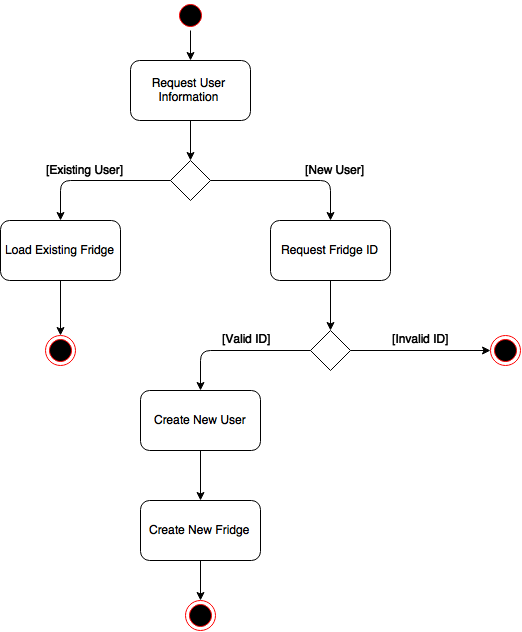 Request User
Information
[Existing User]
[New User]
Load Existing Fridge
Request Fridge ID
[Valid ID]
[Invalid ID]
Create New User
Create New Fridge